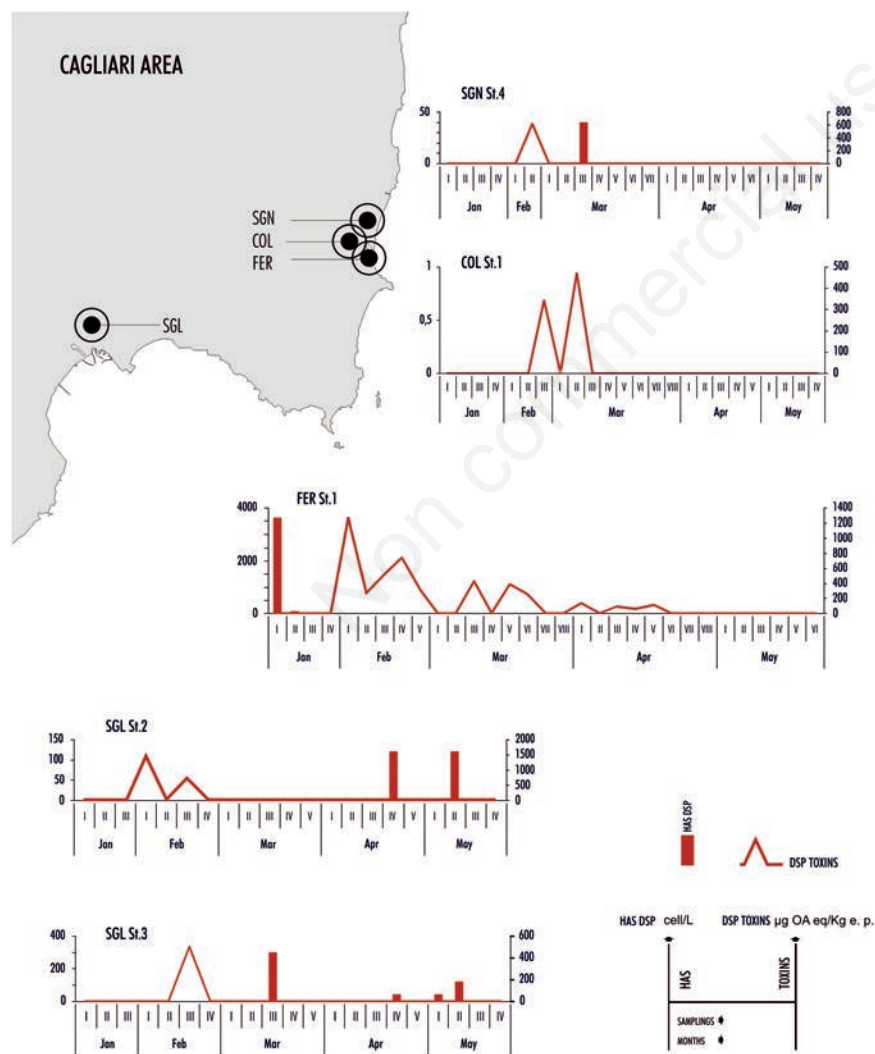 CAGLIARI AREA
SGN
COL
FER
SGL
SGN St.4
50
0
800
600
400
200
0
I II III IV I II I II III IV V VI VII I II III IV V VI I II III IV
Jan Feb Mar Apr May
COL St.1
1
0,5
0
500
400
300
200
100
0
I II III IV I II III I II III IV V VI VII VIII I II III IV V I II III IV
Jan Feb Mar Apr May
FER St.1
4000
2000
0
1400
1200
1000
800
600
400
200
0
I II III IV I II III IV V I II III IV V VI VII VIII I II III IV V VI VII VIII I II III IV V VI
Jan Feb Mar Apr May
SGL St.2
150
100
50
0
2000
1500
1000
500
0
I II III I II III IV I II III IV V I II III IV V I II III IV
Jan Feb Mar Apr May
SGL St.3
400
200
0
600
400
200
0
I II III I II III IV I II III IV V I II III IV V I II III IV
Jan Feb Mar Apr May
HAS DSP
DSP TOXINS
HAS DSP cell/L
DSP TOXINS µg OA eq/Kg e. p.
HAS
TOXINS
SAMPLINGS
MONTHS
Non commercial us